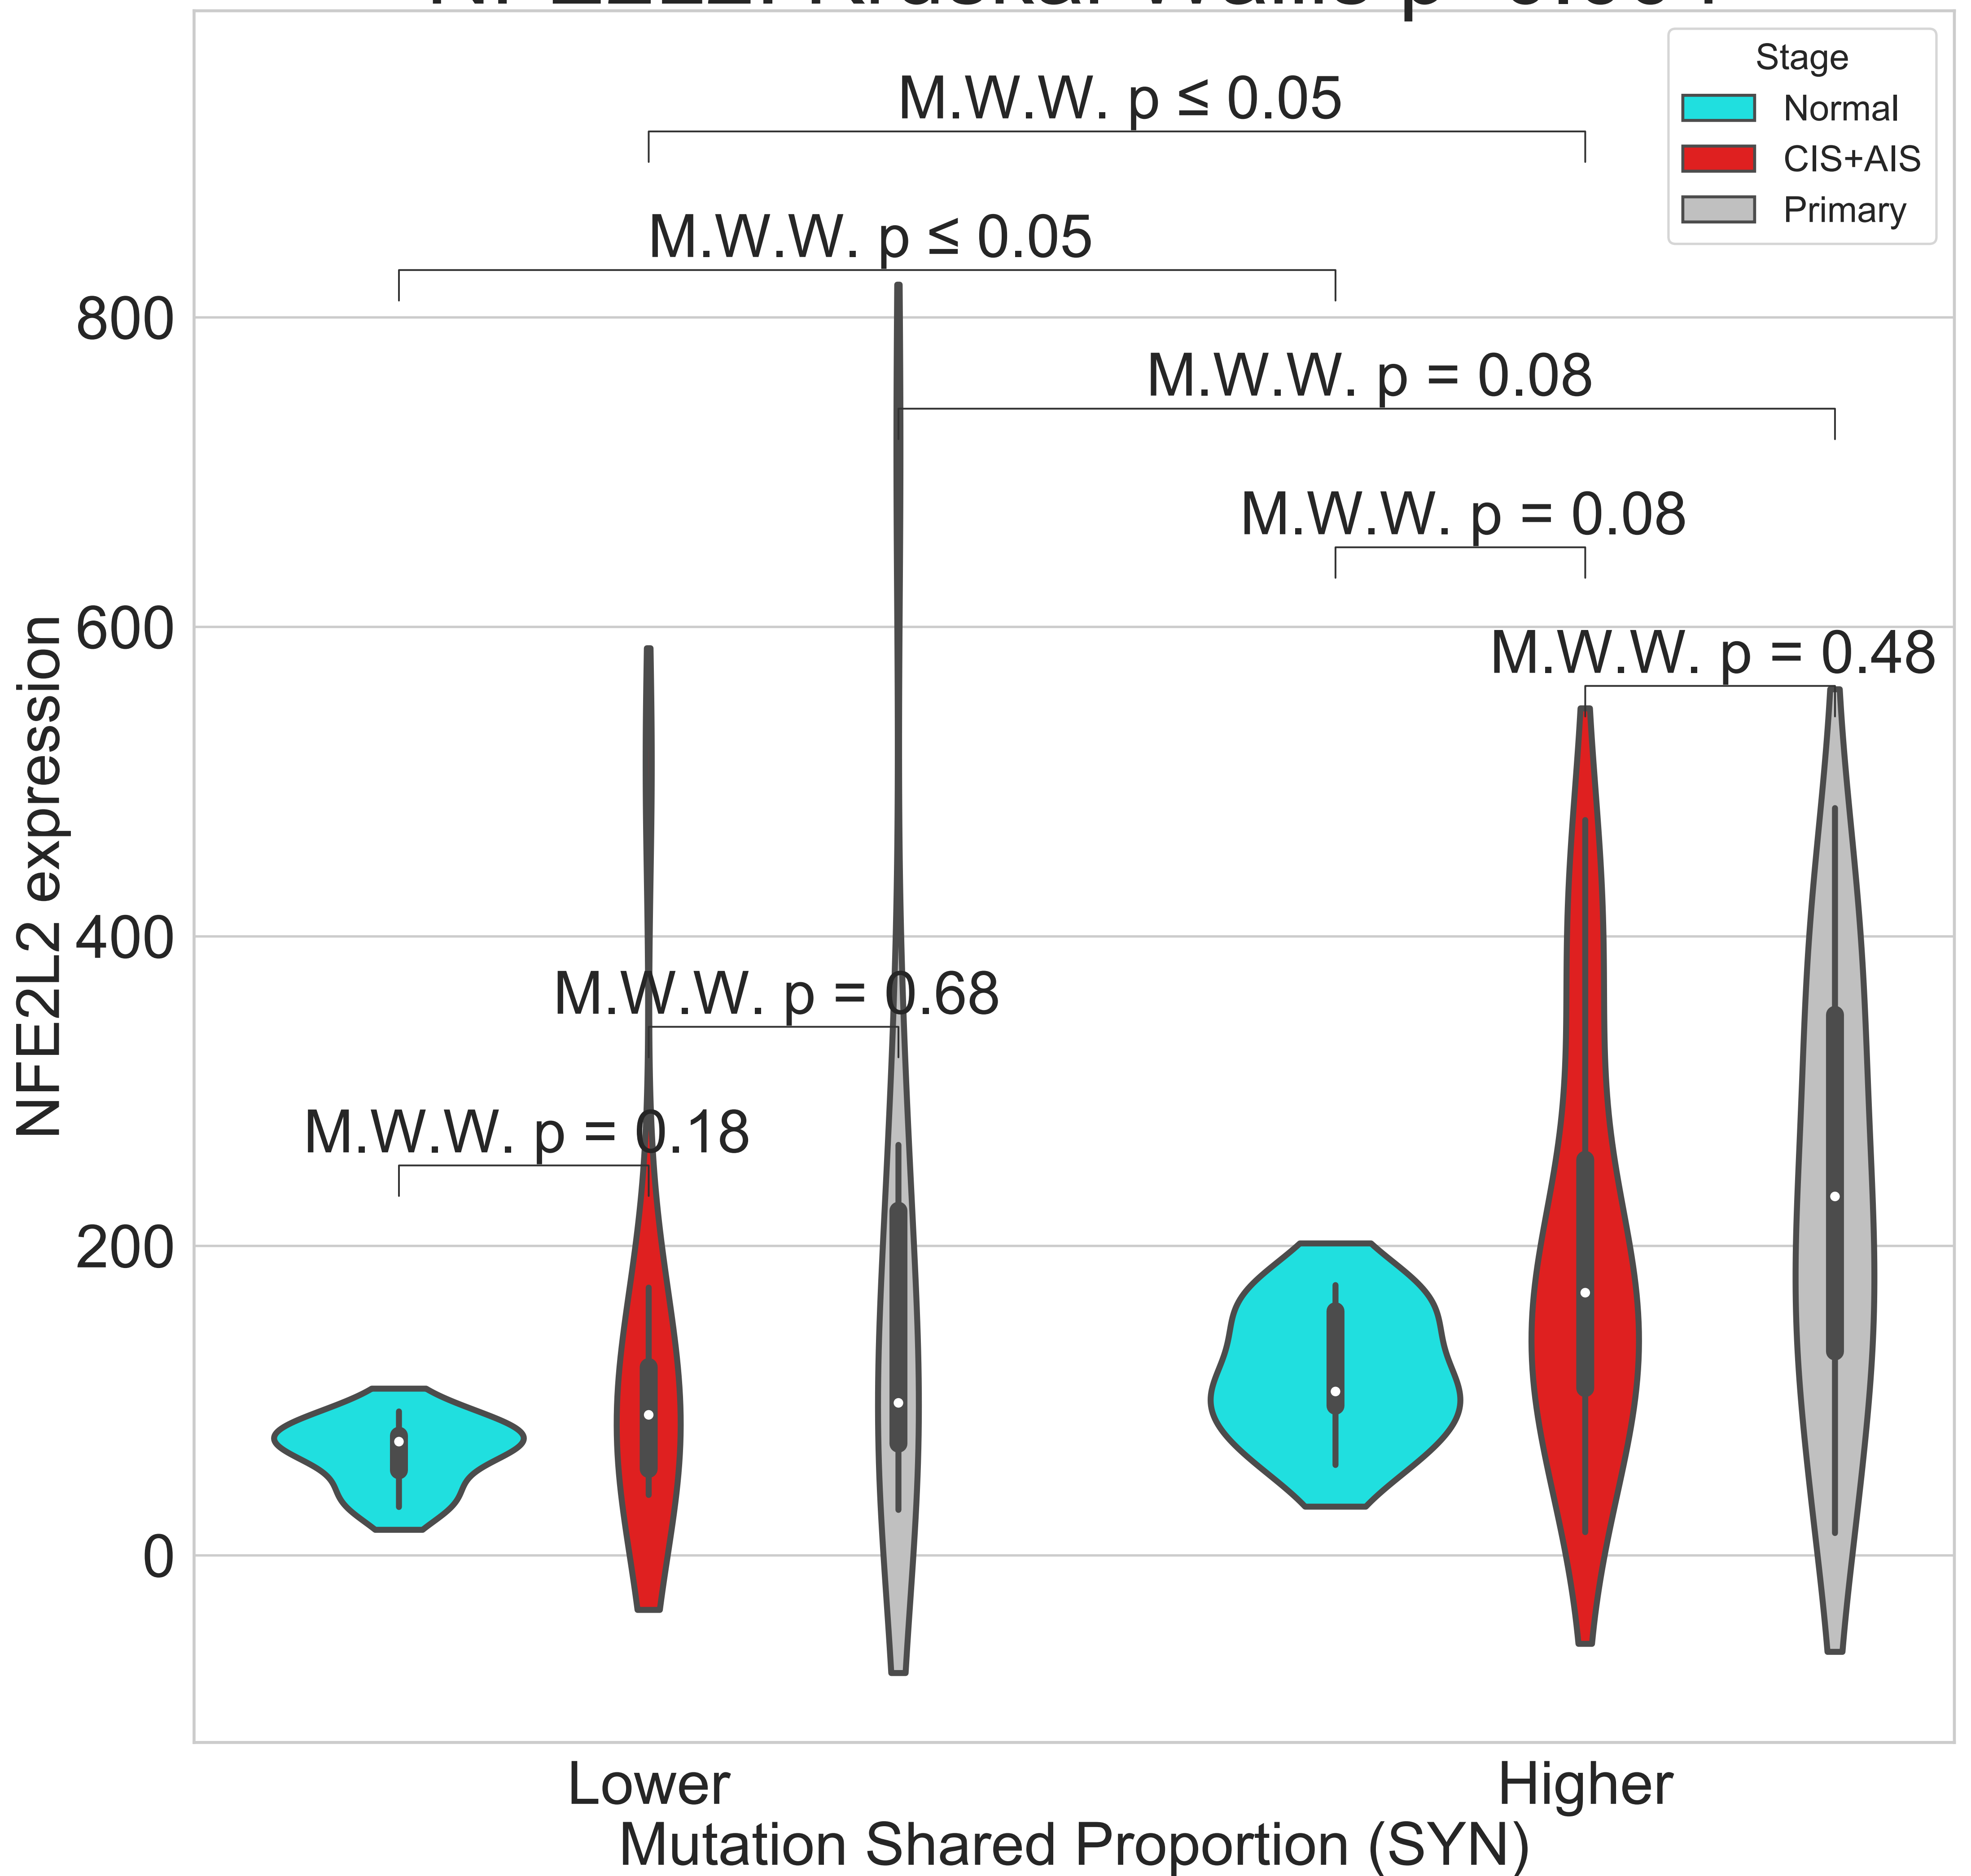 M.W.W. p ≤ 0.05
Stage
Normal
CIS+AIS
Primary
M.W.W. p ≤ 0.05
M.W.W. p = 0.08
M.W.W. p = 0.08
M.W.W. p = 0.48
M.W.W. p = 0.68
M.W.W. p = 0.18
NFE2L2 expression
800
600
400
200
0
Lower
Higher
Mutation Shared Proportion (SYN)